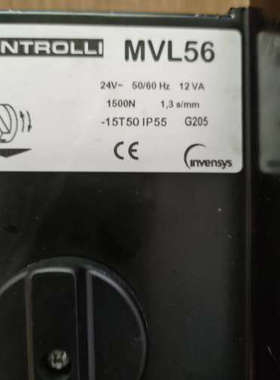 NTROLLI MVL56
24V~ 50/60 Hz 12 VA
1500N 1,3 s/mm
-15T50 IP55 G205
CE
invensys